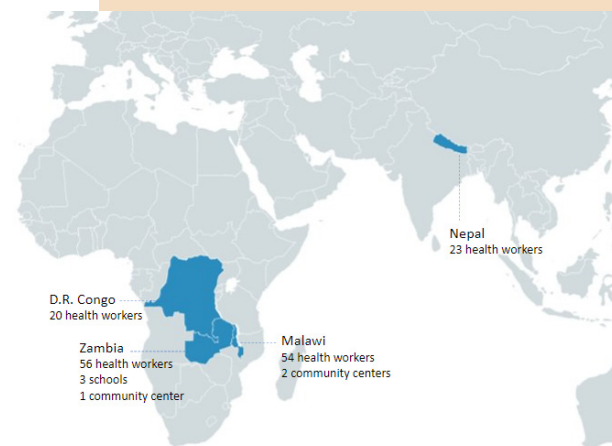 Nepal
23 health workers
D.R. Congo
20 health workers
Zambia
56 health workers
3 schools
1 community center
Malawi
54 health workers
2 community centers